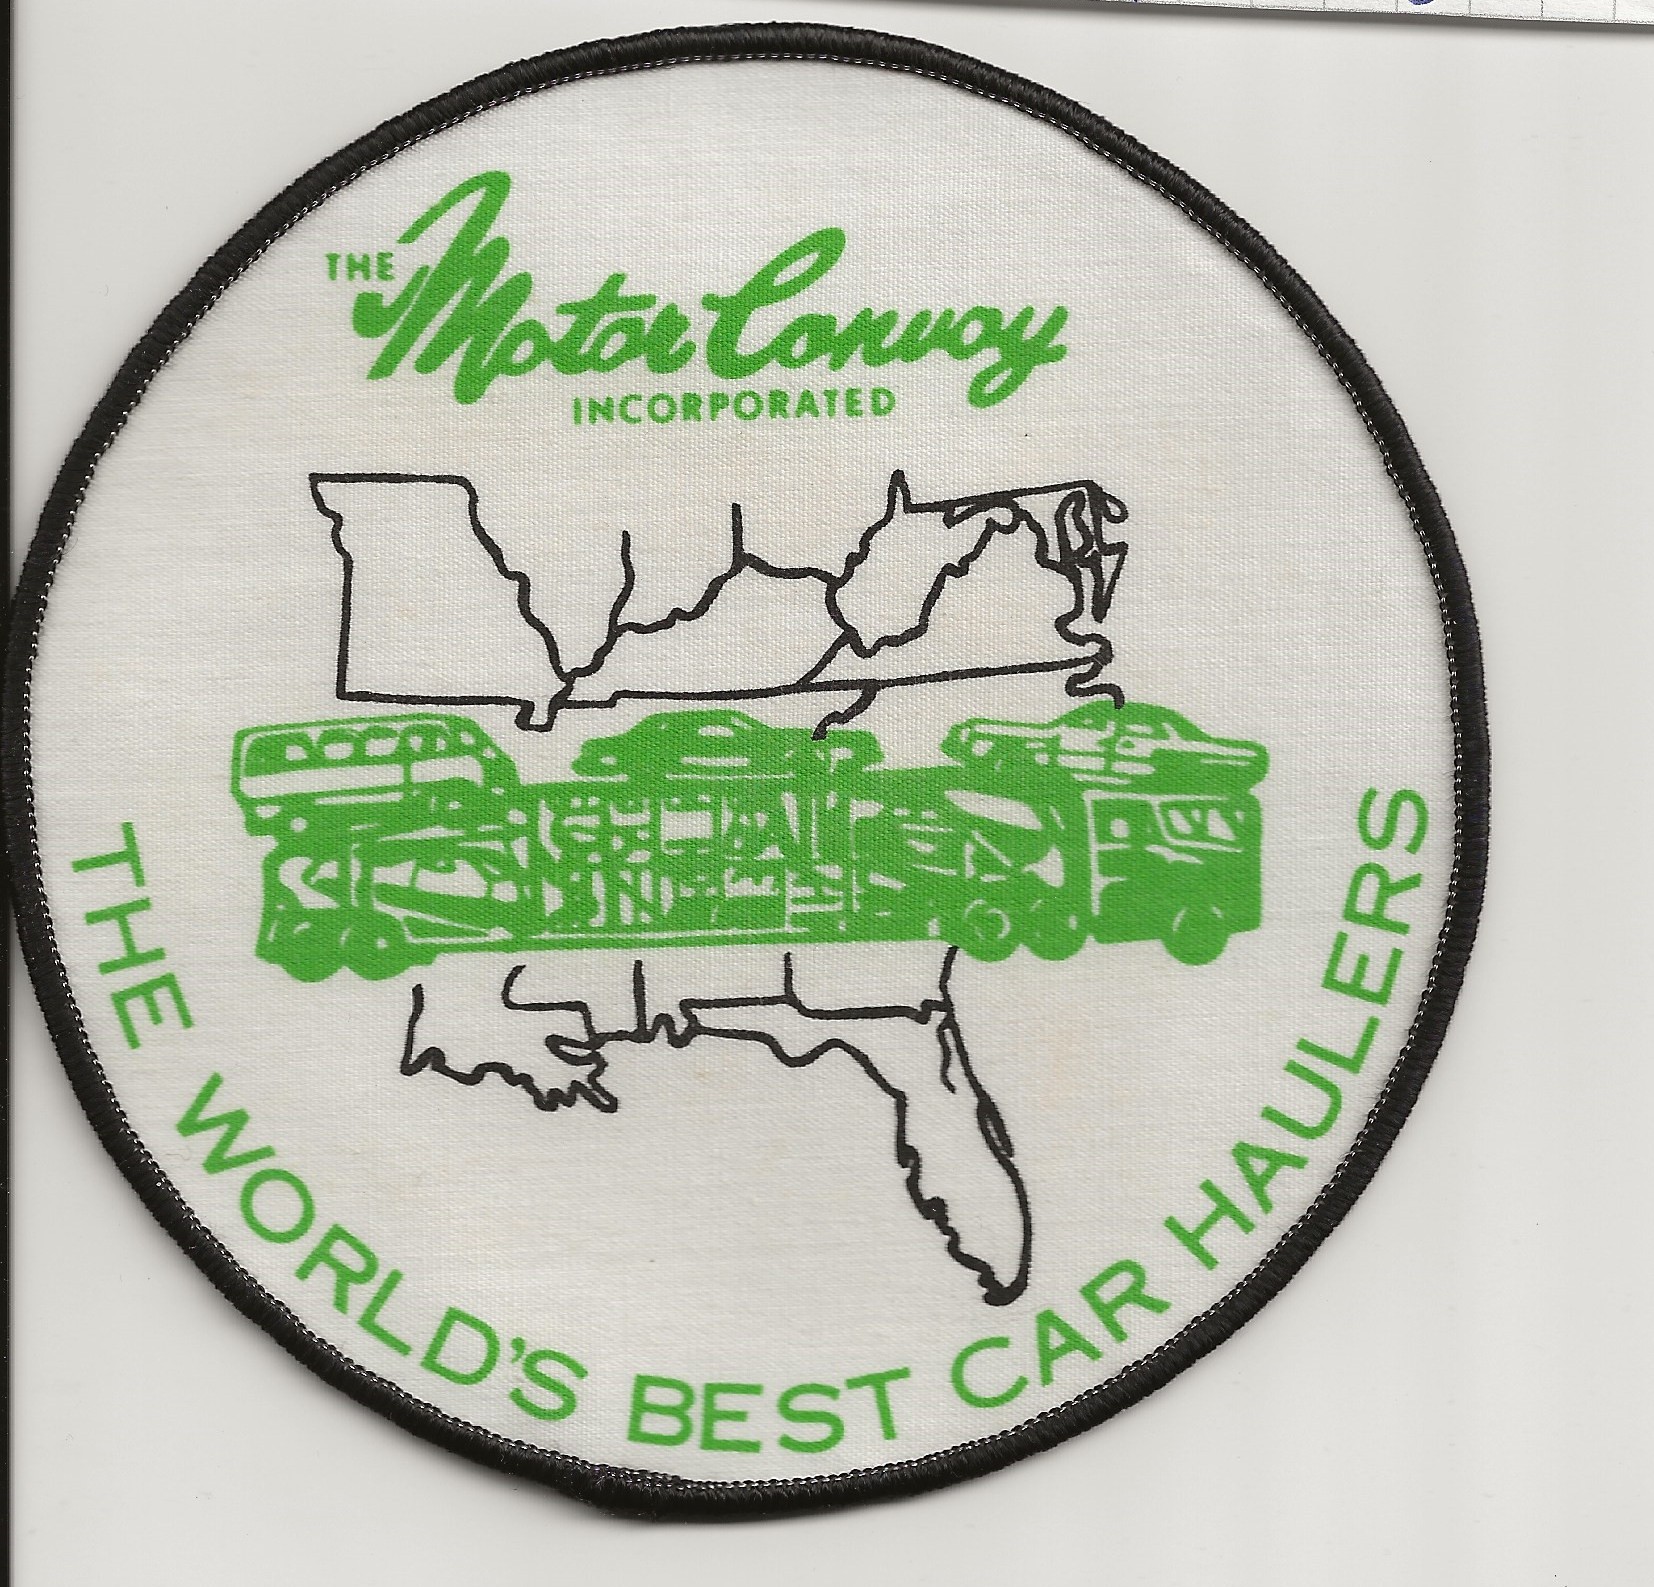 THE
Motor Convoy
INCORPORATED
THE WORLD'S BEST CAR HAULERS